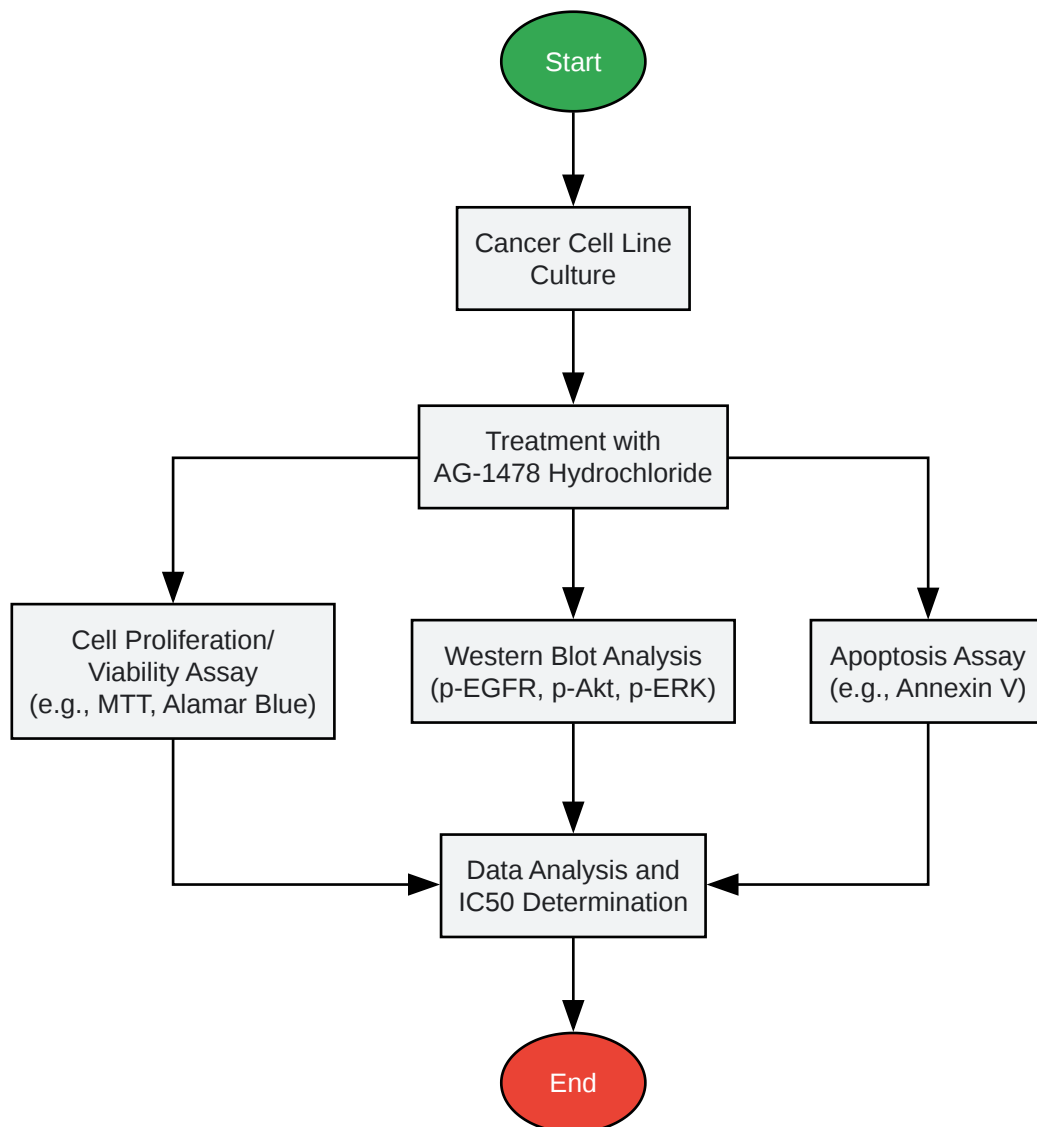 Start
Cancer Cell Line
Culture
Treatment with
AG-1478 Hydrochloride
Cell Proliferation/
Viability Assay
(e.g., MTT, Alamar Blue)
Western Blot Analysis
(p-EGFR, p-Akt, p-ERK)
Apoptosis Assay
(e.g., Annexin V)
Data Analysis and
IC50 Determination
End